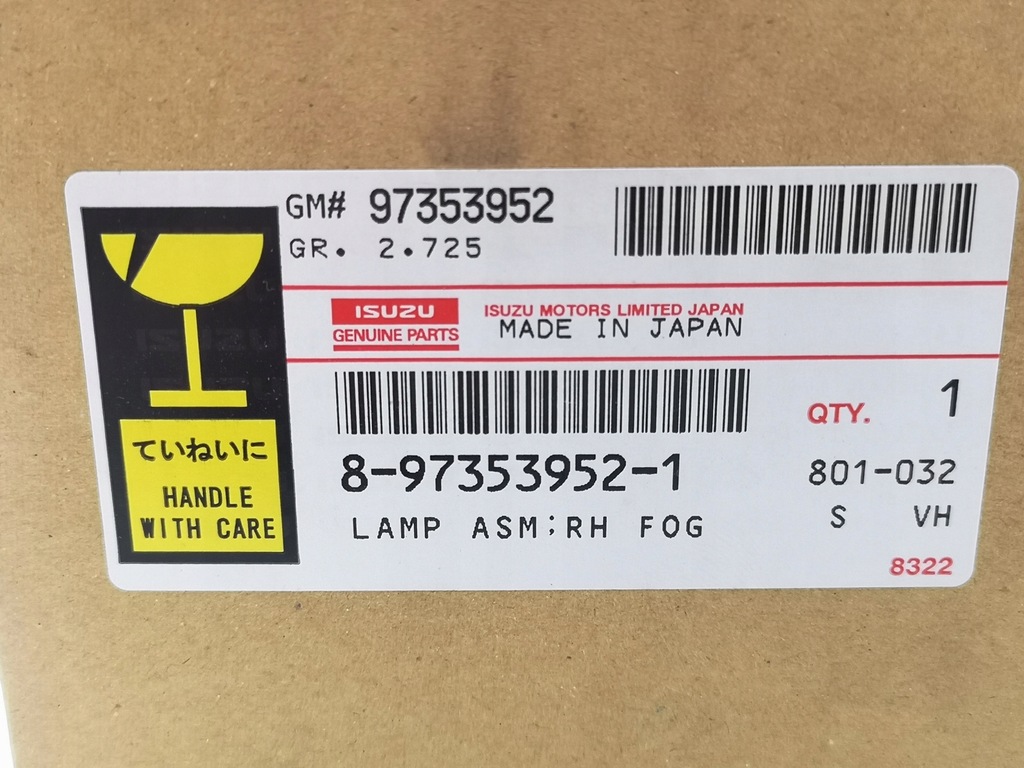 GM# 97353952
GR. 2.725
ISUZU
GENUINE PARTS
ISUZU MOTORS LIMITED JAPAN
MADE IN JAPAN
ていねいに
HANDLE
WITH CARE
QTY. 1
8-97353952-1
801-032
LAMP ASM;RH FOG
S VH
8322